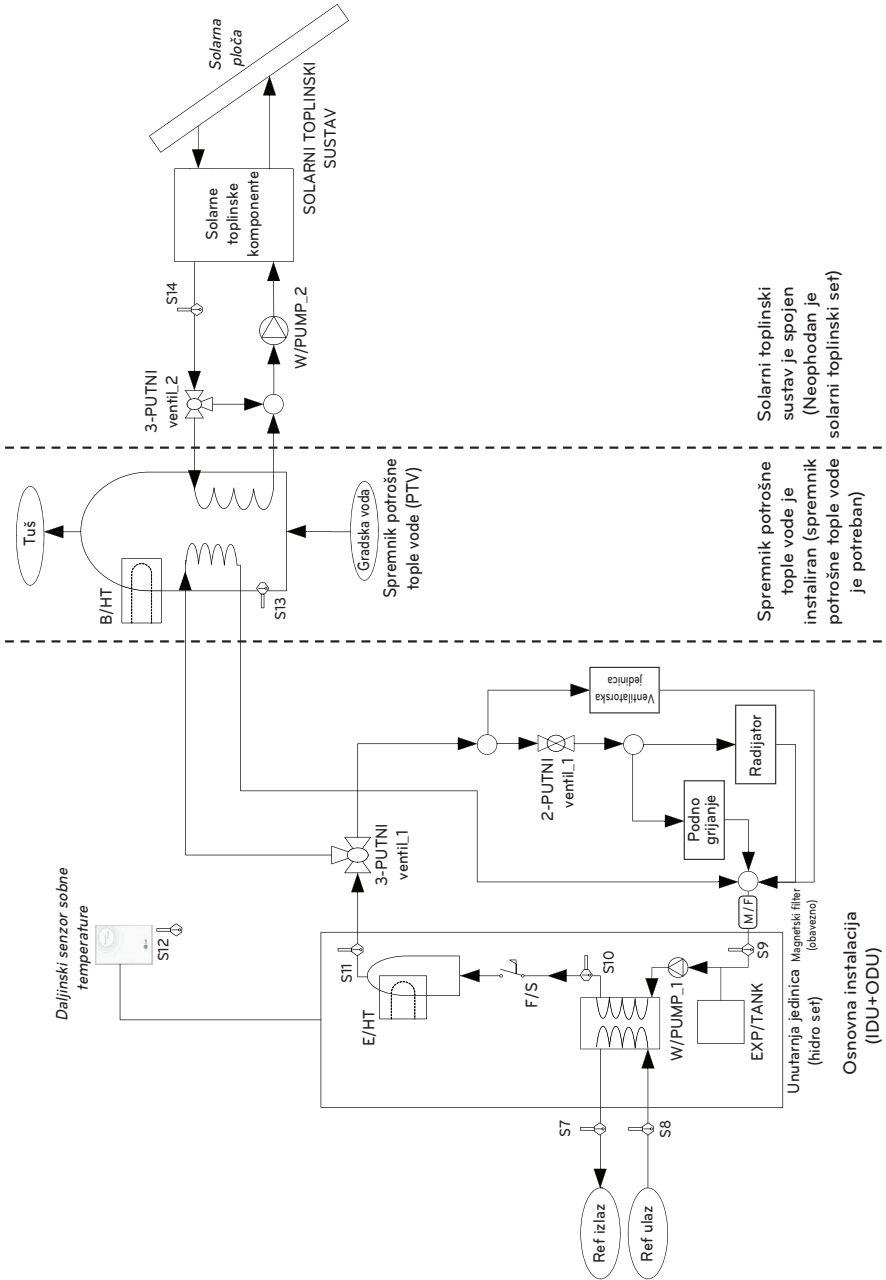 Daljinski senzor sobne
temperature
S12
Ref izlaz
Ref ulaz
S7
S8
E/HT
S11
F/S
S10
W/PUMP_1
EXP/TANK
S9
M/F
Unutarnja jedinica
(hidro set)
Magnetski filter
(obavezno)
Osnovna instalacija
(IDU+ODU)
3-PUTNI
ventil_1
2-PUTNI
ventil_1
Podno
grijanje
Radijator
Ventilatorska
jedinica
Tuš
B/HT
S13
Gradska voda
Spremnik potrošne
tople vode (PTV)
Spremnik potrošne
tople vode je
instaliran (spremnik
potrošne tople vode
je potreban)
3-PUTNI
ventil_2
S14
W/PUMP_2
Solarne
toplinske
komponente
Solarna
ploča
SOLARNI TOPLINSKI
SUSTAV
Solarni toplinski
sustav je spojen
(Neophodan je
solarni toplinski set)